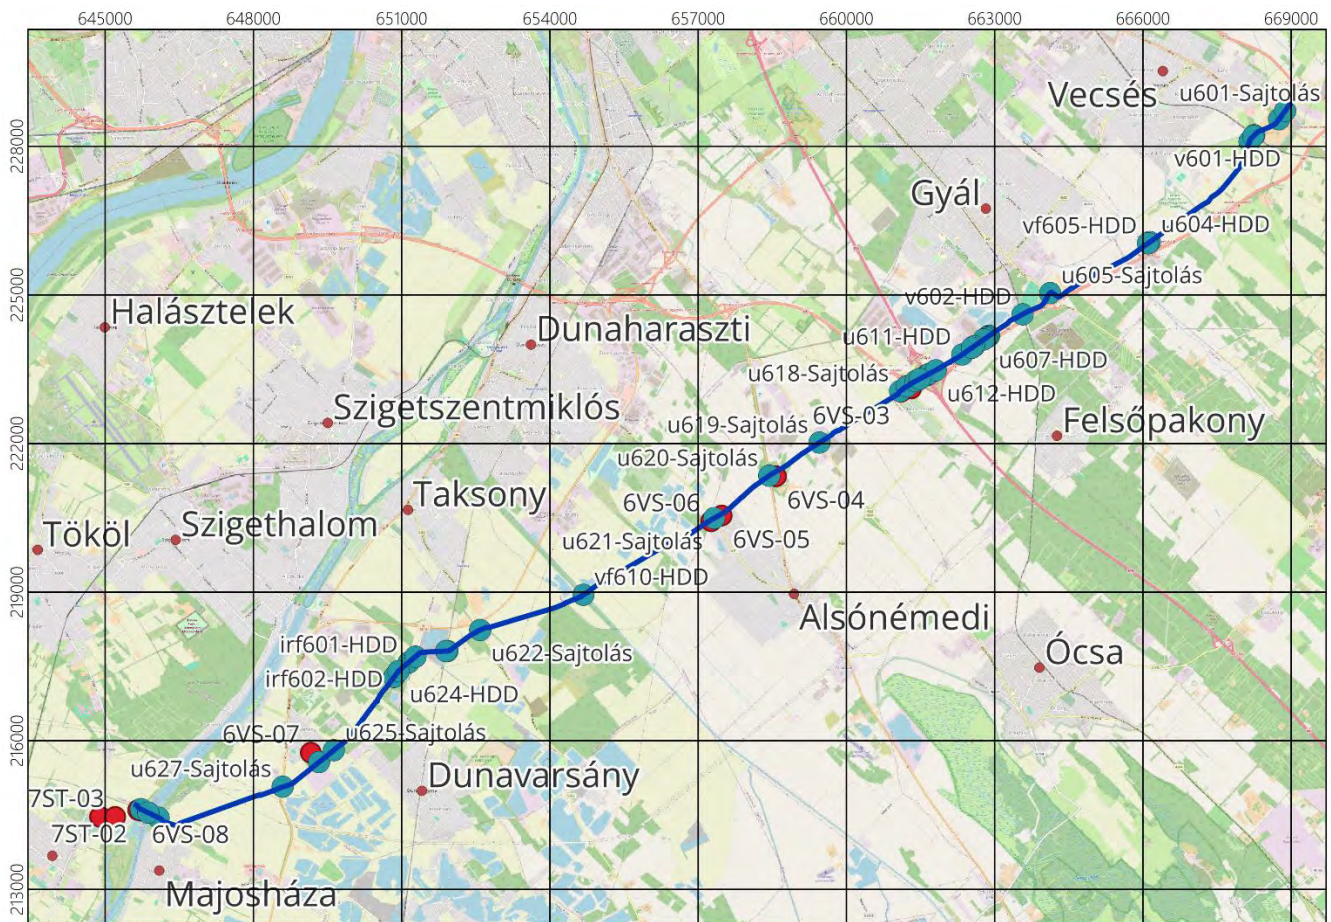 645000 648000 651000 654000 657000 660000 663000 666000 669000
Vecsés
u601-Sajtolás
228000
v601-HDD
Gyál
vf605-HDD
u604-HDD
u605-Sajtolás
225000
v602-HDD
Halásztelek
Dunaharaszti
u611-HDD
u607-HDD
u618-Sajtolás
u612-HDD
Szigetszentmiklós
6VS-03
u619-Sajtolás
Felsőpakony
222000
u620-Sajtolás
Taksony
6VS-06
6VS-04
Tököl
Szigethalom
u621-Sajtolás
6VS-05
vf610-HDD
219000
Alsónémedi
irf601-HDD
u622-Sajtolás
Ócsa
irf602-HDD
u624-HDD
6VS-07
u625-Sajtolás
216000
u627-Sajtolás
Dunavarsány
7ST-03
7ST-02
6VS-08
213000
Majosháza